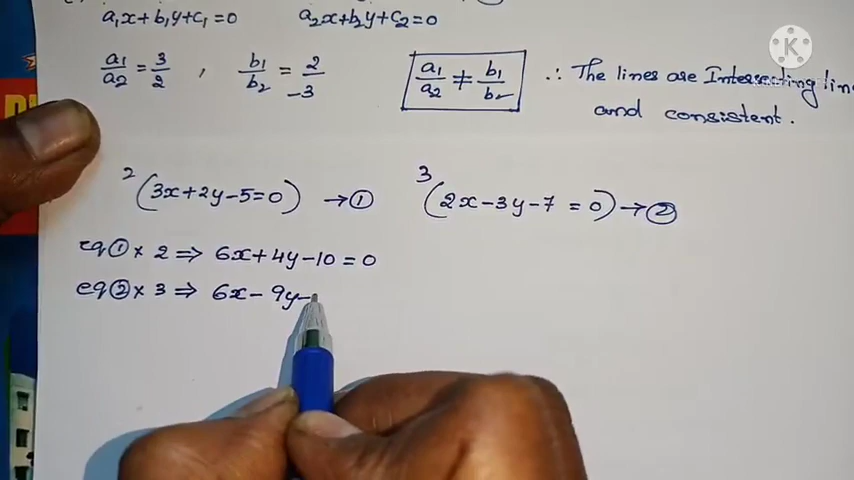 a₁x+b₁y+c₁=0 a₂x+b₂y+c₂=0
a₁/a₂ = 3/2 , b₁/b₂ = 2/-3 a₁/a₂ ≠ b₁/b₂ ∴ The lines are Intersecting
and consistent.
2(3x+2y-5=0) → ① 3(2x-3y-7=0) → ②
eq① × 2 ⇒ 6x+4y-10=0
eq② × 3 ⇒ 6x-9y-
K